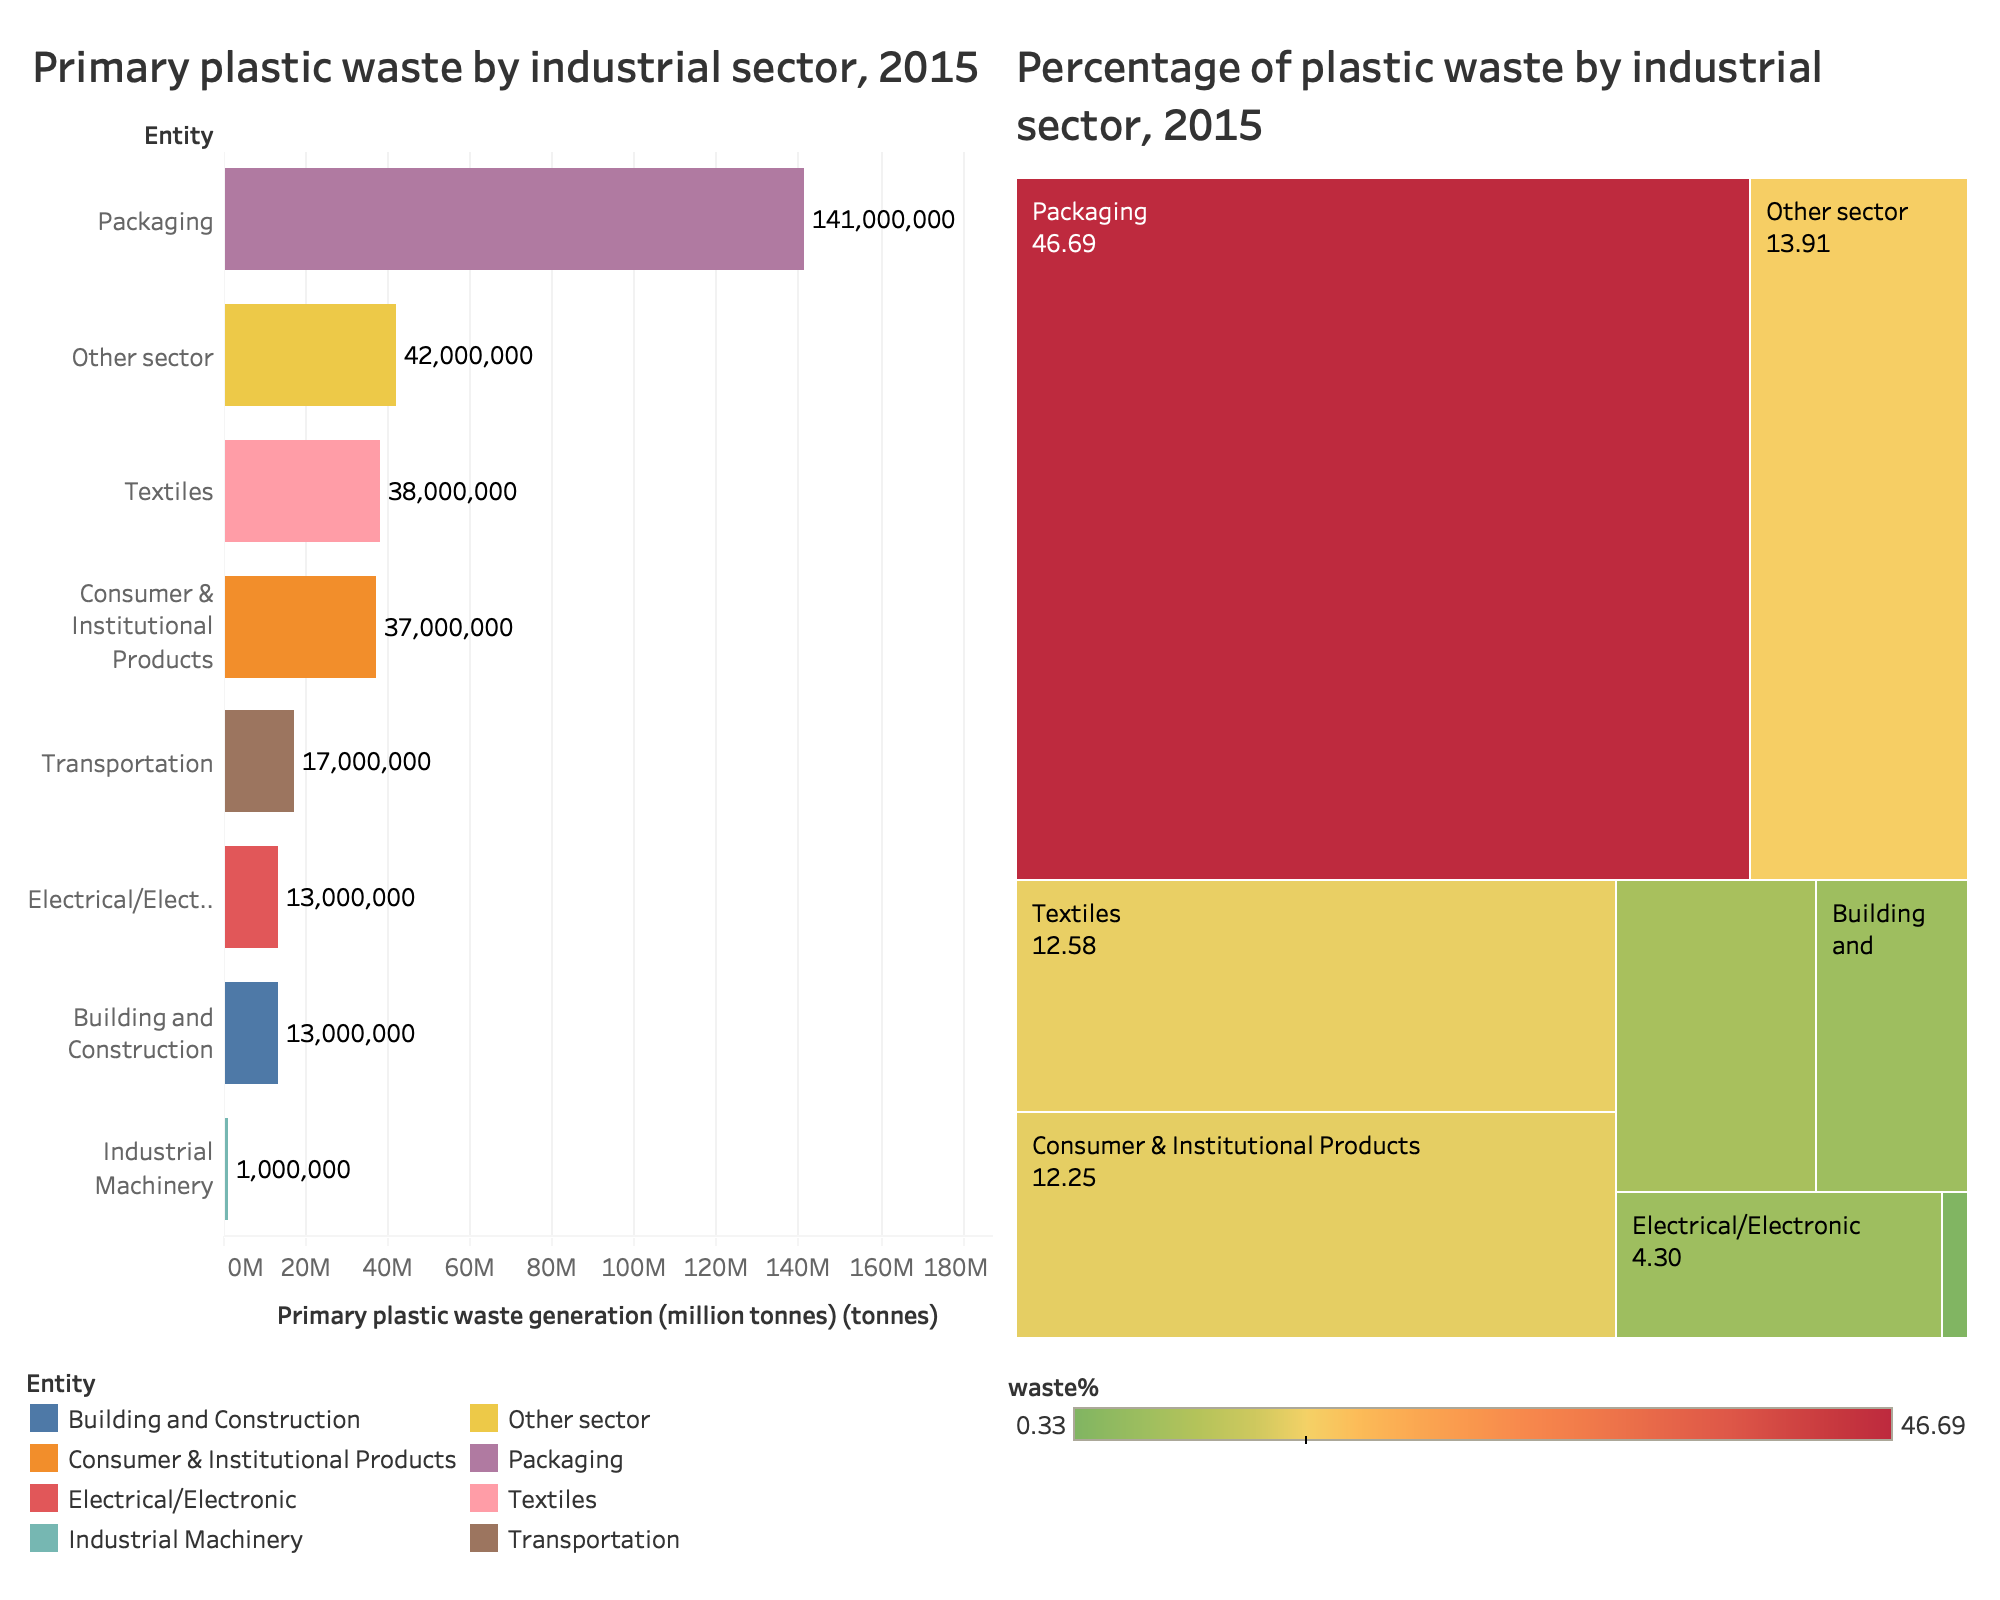 Primary plastic waste by industrial sector, 2015
Entity
Packaging
141,000,000
Other sector
42,000,000
Textiles
38,000,000
Consumer &
Institutional
Products
37,000,000
Transportation
17,000,000
Electrical/Elect..
13,000,000
Building and
Construction
13,000,000
Industrial
Machinery
1,000,000
0M 20M 40M 60M 80M 100M 120M 140M 160M 180M
Primary plastic waste generation (million tonnes) (tonnes)
Entity
Building and Construction
Consumer & Institutional Products
Electrical/Electronic
Industrial Machinery
Other sector
Packaging
Textiles
Transportation
Percentage of plastic waste by industrial
sector, 2015
Packaging
46.69
Other sector
13.91
Textiles
12.58
Building
and
Consumer & Institutional Products
12.25
Electrical/Electronic
4.30
waste%
0.33
46.69